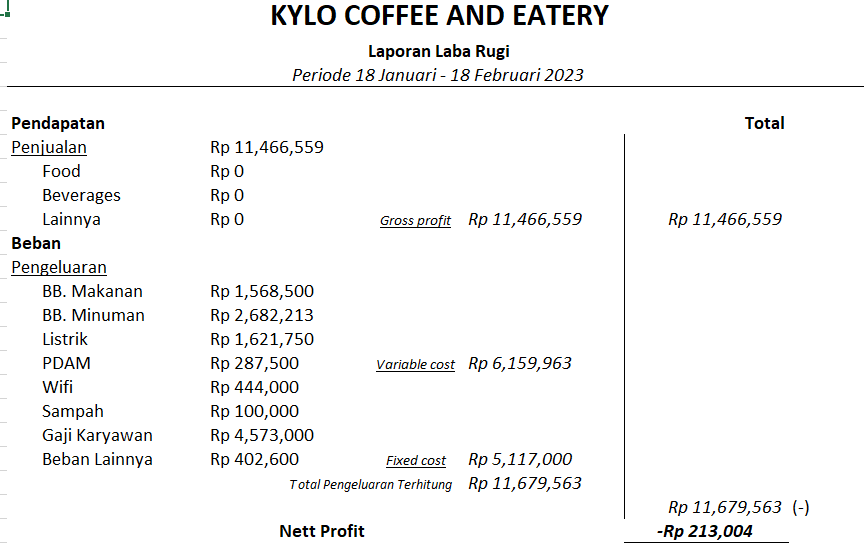 KYLO COFFEE AND EATERY
Laporan Laba Rugi
Periode 18 Januari - 18 Februari 2023
Pendapatan Total
Penjualan Rp 11,466,559
Food Rp 0
Beverages Rp 0
Lainnya Rp 0 Gross profit Rp 11,466,559 Rp 11,466,559
Beban
Pengeluaran
BB. Makanan Rp 1,568,500
BB. Minuman Rp 2,682,213
Listrik Rp 1,621,750
PDAM Rp 287,500 Variable cost Rp 6,159,963
Wifi Rp 444,000
Sampah Rp 100,000
Gaji Karyawan Rp 4,573,000
Beban Lainnya Rp 402,600 Fixed cost Rp 5,117,000
Total Pengeluaran Terhitung Rp 11,679,563
Rp 11,679,563 (-)
Nett Profit -Rp 213,004